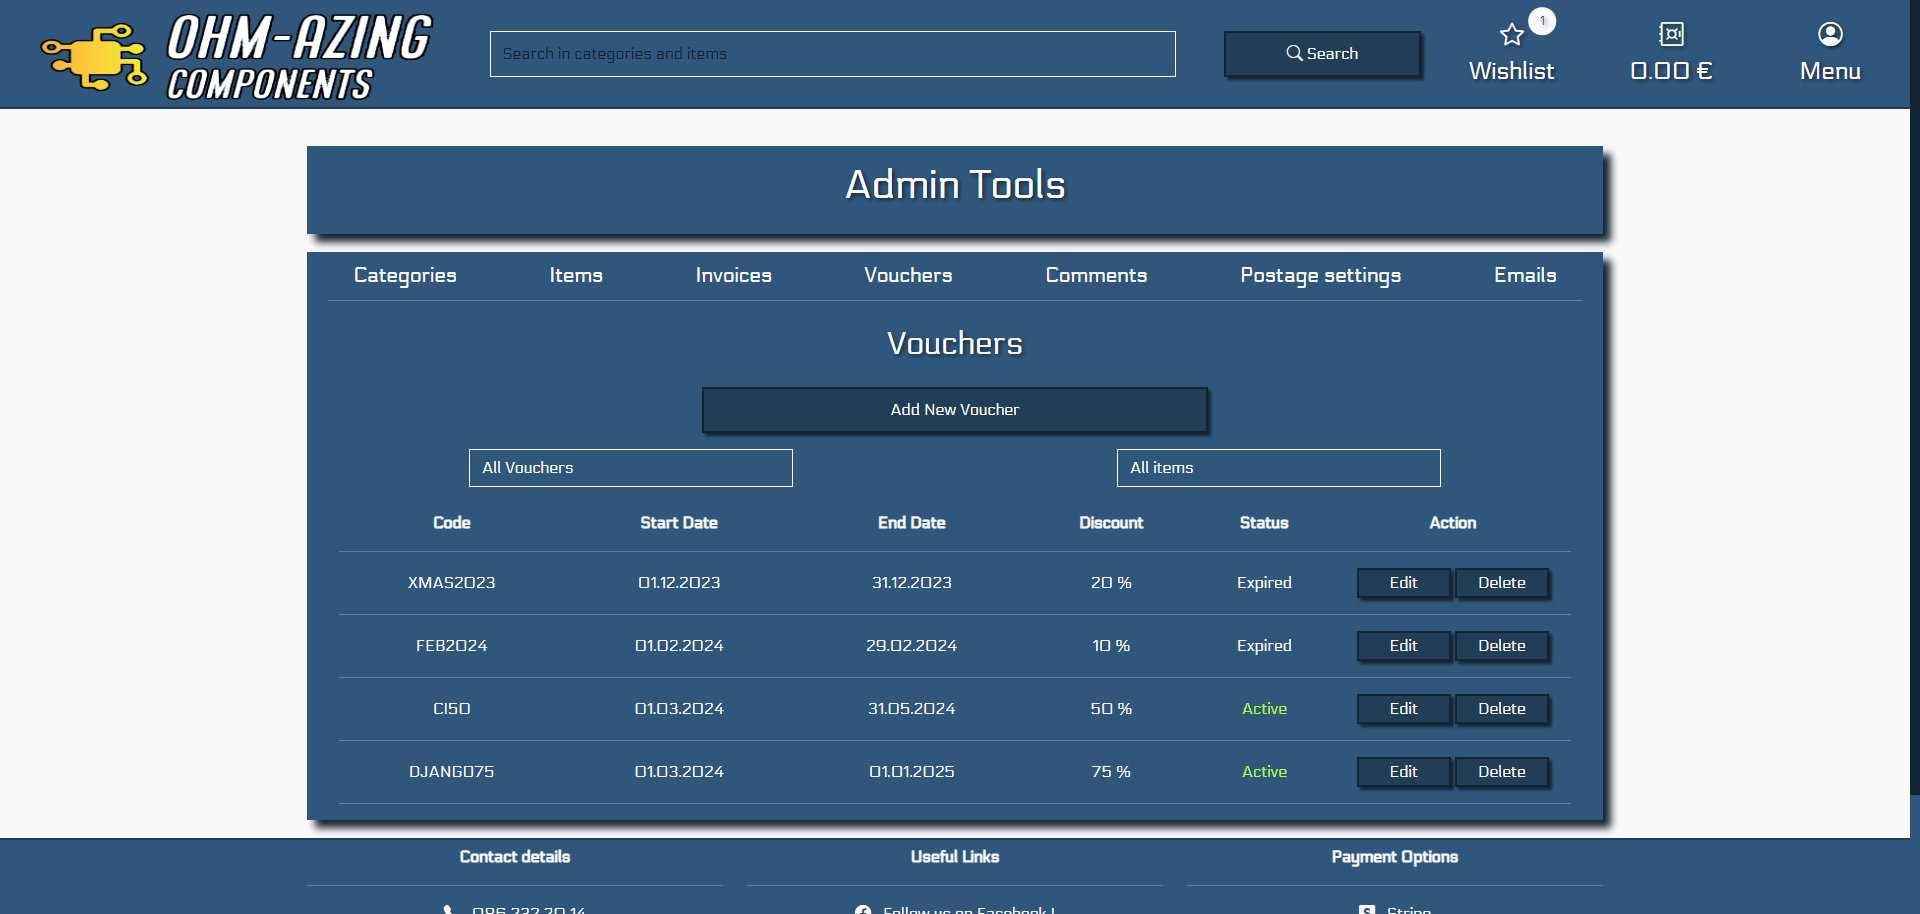 OHM-AZING
COMPONENTS
Search in categories and items
Search
1
Wishlist
0.00 €
Menu
Admin Tools
Categories Items Invoices Vouchers Comments Postage settings Emails
Vouchers
Add New Voucher
All Vouchers All items
Code Start Date End Date Discount Status Action
XMAS2023 01.12.2023 31.12.2023 20 % Expired Edit Delete
FEB2024 01.02.2024 29.02.2024 10 % Expired Edit Delete
CI50 01.03.2024 31.05.2024 50 % Active Edit Delete
DJANGO75 01.03.2024 01.01.2025 75 % Active Edit Delete
Contact details Useful Links Payment Options
086 232 20 14 Follow us on Facebook ! Stripe